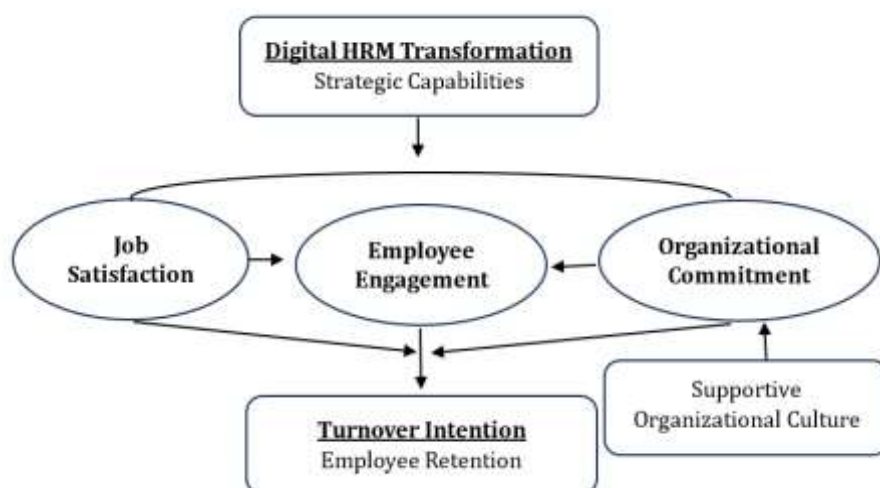 Digital HRM Transformation
Strategic Capabilities
Job
Satisfaction
Employee
Engagement
Organizational
Commitment
Supportive
Organizational Culture
Turnover Intention
Employee Retention